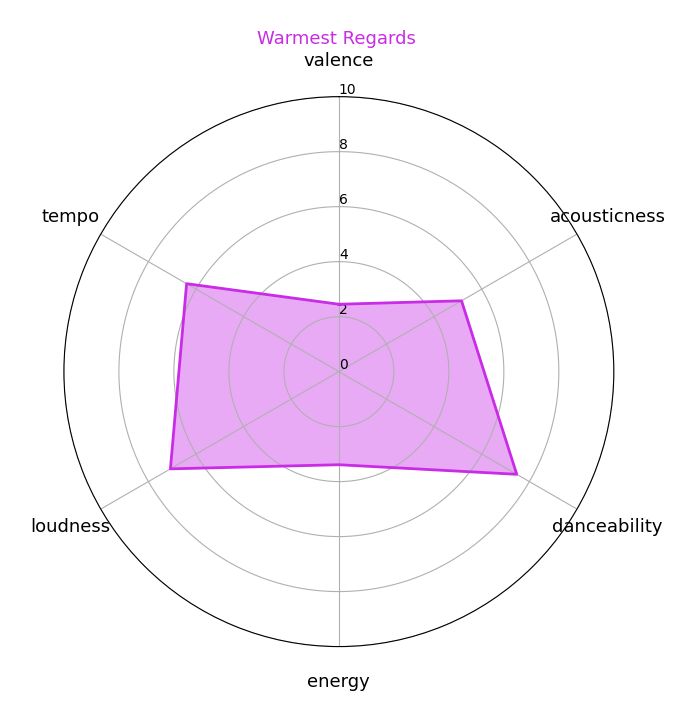 Warmest Regards
valence
10
8
6
4
2
0
tempo
acousticness
loudness
danceability
energy